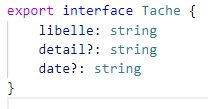 export interface Tache {
libelle: string
detail?: string
date?: string
}